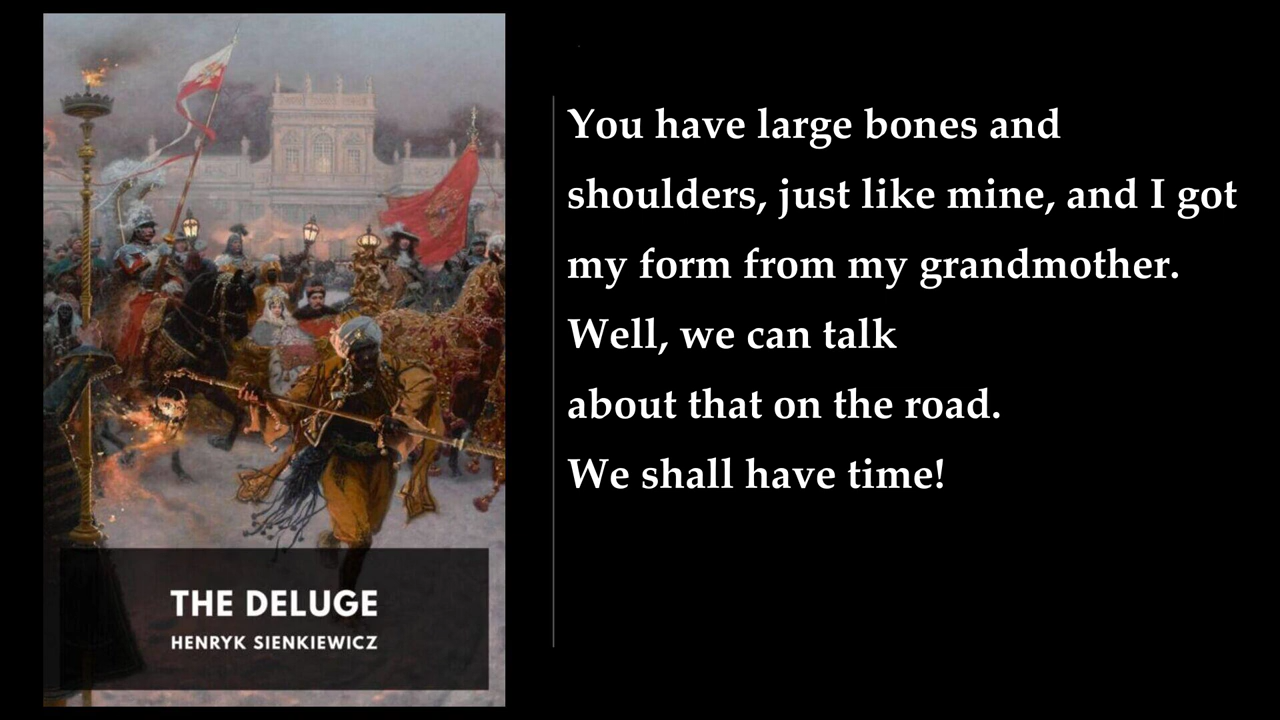 THE DELUGE
HENRYK SIENKIEWICZ
You have large bones and
shoulders, just like mine, and I got
my form from my grandmother.
Well, we can talk
about that on the road.
We shall have time!